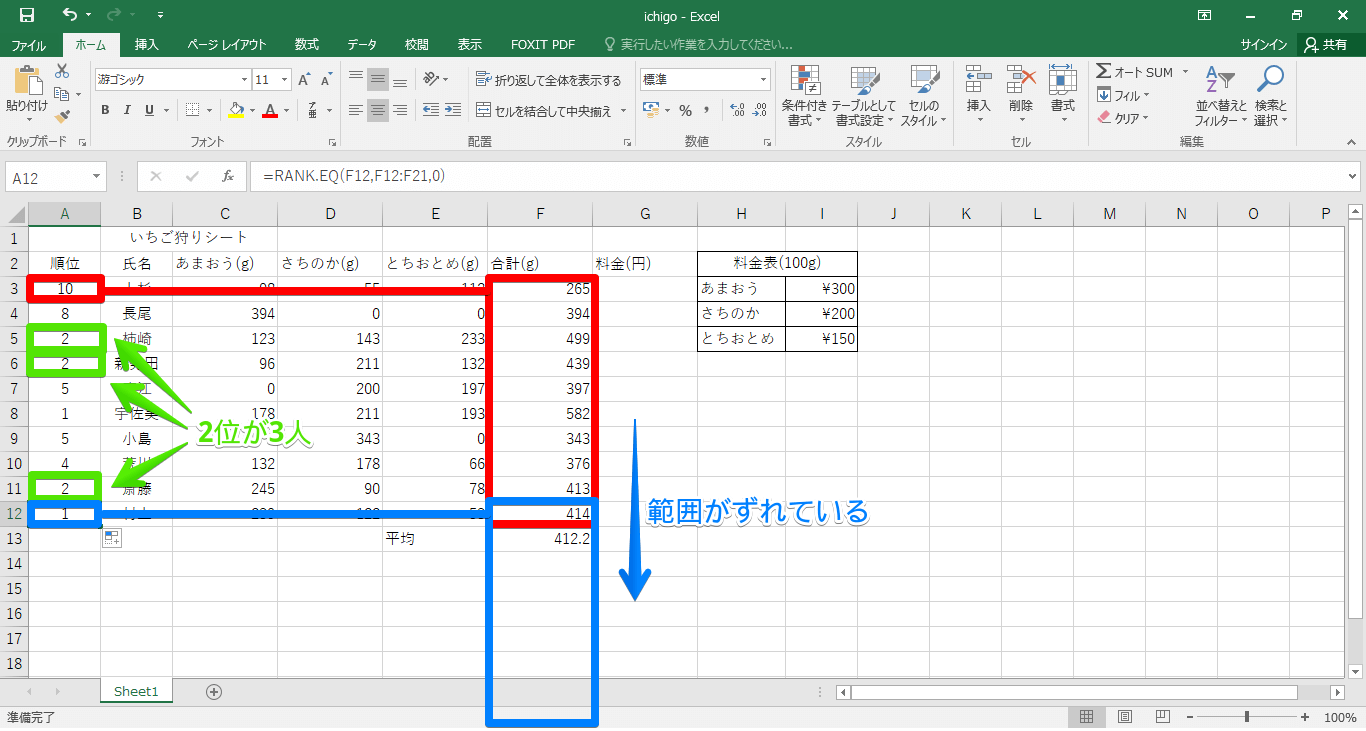 ichigo - Excel
ファイル ホーム 挿入 ページ レイアウト 数式 データ 校閲 表示 FOXIT PDF 実行したい作業を入力してください... サインイン 共有
貼り付け クリップボード
游ゴシック 11 B I U フォント
折り返して全体を表示する
セルを結合して中央揃え
配置
標準 % , 数値
条件付き書式 テーブルとして書式設定 セルのスタイル スタイル
挿入 削除 書式 セル
オート SUM
フィル
クリア
並べ替えとフィルター 検索と選択 編集
A12 fx =RANK.EQ(F12,F12:F21,0)
A B C D E F G H I J K L M N O P
1 いちご狩りシート
2 順位 氏名 あまおう(g) さちのか(g) とちおとめ(g) 合計(g) 料金(円) 料金表(100g)
3 10 265 あまおう ¥300
4 8 長尾 394 0 0 394 さちのか ¥200
5 2 柿崎 123 143 233 499 とちおとめ ¥150
6 2 96 211 132 439
7 5 0 200 197 397
8 1 宇佐美 178 211 193 582
9 5 小島 343 0 343
10 4 132 178 66 376
11 2 斎藤 245 90 78 413
12 1 414
13 平均 412.2
14
15
16
17
18
2位が3人
範囲がずれている
Sheet1
準備完了 100%